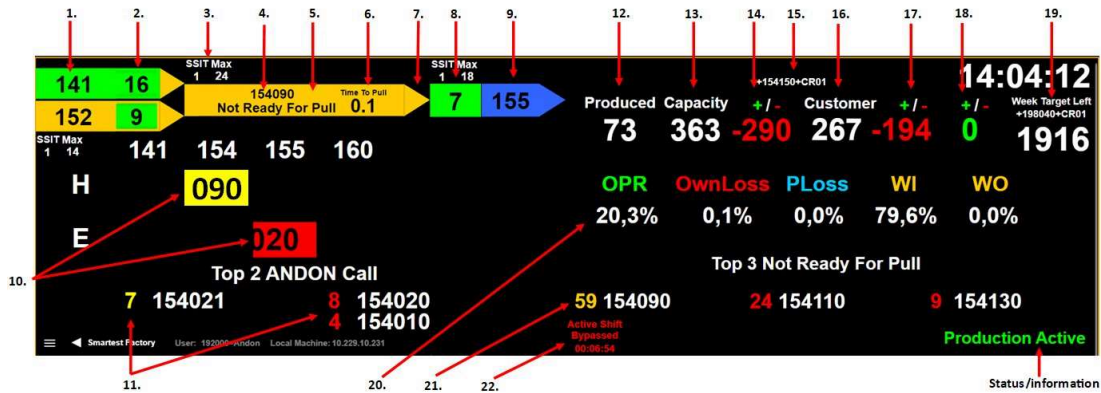 1. 2. 3. 4. 5. 6. 7. 8. 9. 12. 13. 14. 15. 16. 17. 18. 19.
SSIT Max
1 24
SSIT Max
1 18
141 16
152 9
154090
Not Ready For Pull
Time To Pull
0.1
7 155
+154150+CR01
14:04:12
Produced Capacity + / - Customer + / - + / -
73 363 -290 267 -194 0
Week Target Left
+198040+CR01
1916
SSIT Max
1 14
141 154 155 160
H 090
E 020
OPR OwnLoss PLoss WI WO
20,3% 0,1% 0,0% 79,6% 0,0%
10.
Top 2 ANDON Call
7 154021 8 154020
4 154010
Top 3 Not Ready For Pull
59 154090 24 154110 9 154130
Active Shift
Bypassed
00:06:54
Smartest Factory User: 192000-Andon Local Machine: 10.229.10.231
Production Active
11. 20. 21. 22. Status/information